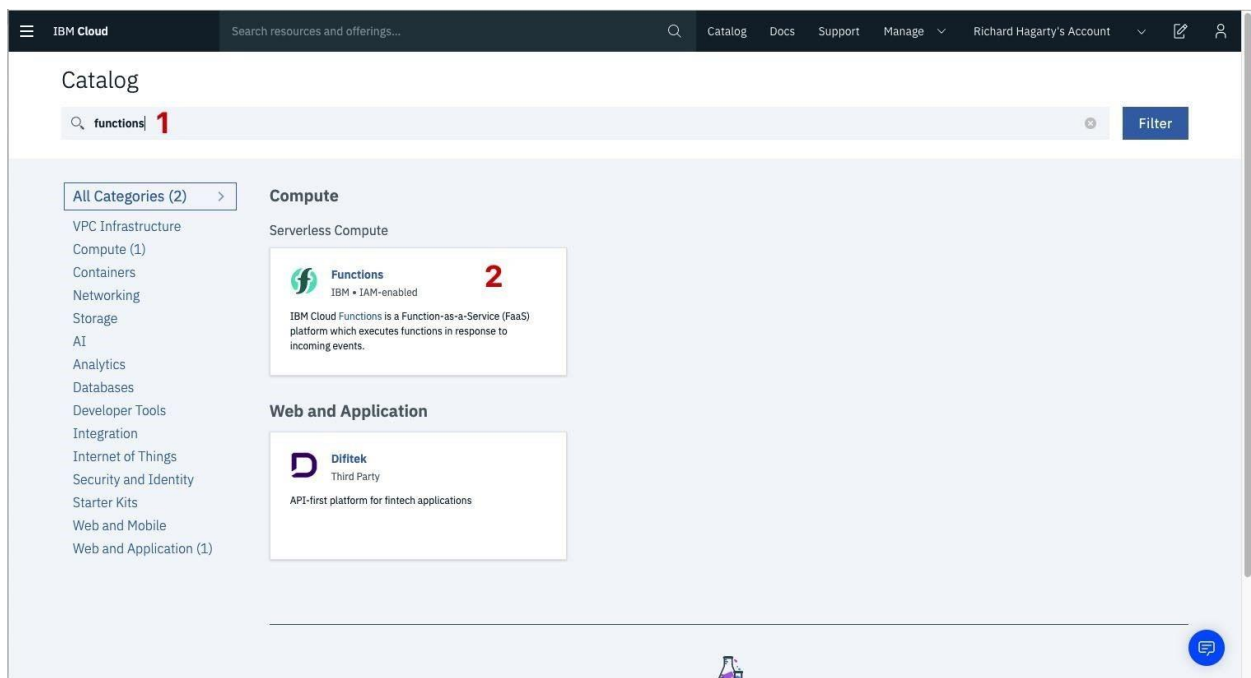 IBM Cloud Search resources and offerings... Catalog Docs Support Manage Richard Hagarty's Account
Catalog
functions 1 Filter
All Categories (2)
VPC Infrastructure
Compute (1)
Containers
Networking
Storage
AI
Analytics
Databases
Developer Tools
Integration
Internet of Things
Security and Identity
Starter Kits
Web and Mobile
Web and Application (1)
Compute
Serverless Compute
Functions
2
IBM • IAM-enabled
IBM Cloud Functions is a Function-as-a-Service (FaaS)
platform which executes functions in response to
incoming events.
Web and Application
Difitek
Third Party
API-first platform for fintech applications